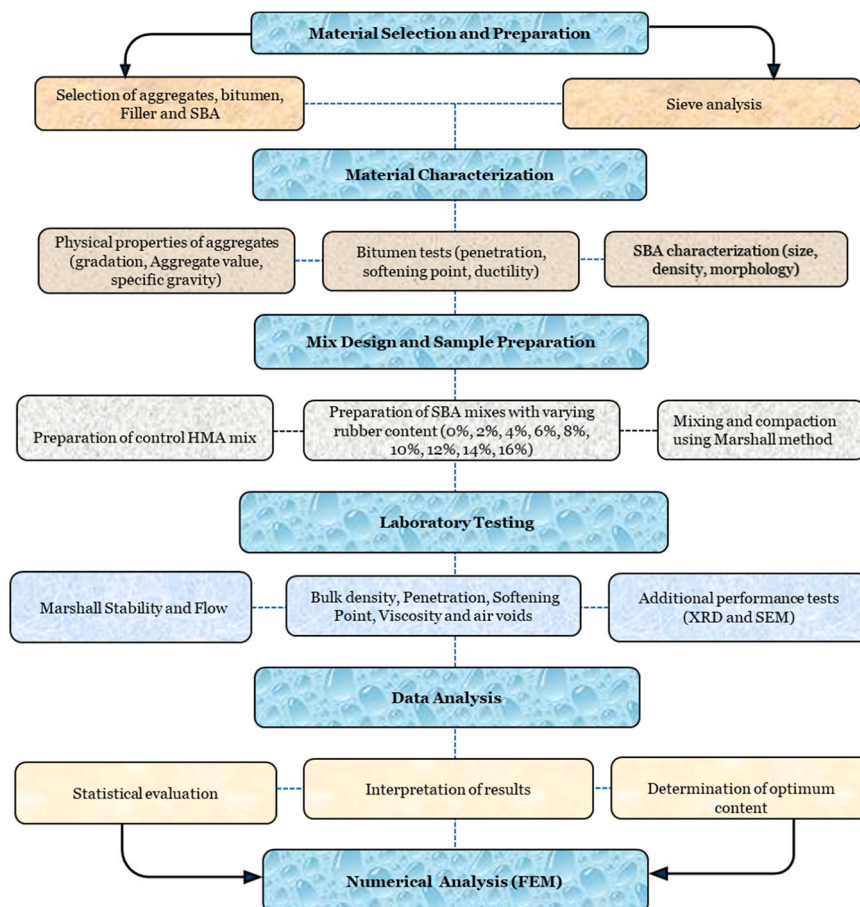 Material Selection and Preparation
Selection of aggregates, bitumen,
Filler and SBA
Sieve analysis
Material Characterization
Physical properties of aggregates
(gradation, Aggregate value,
specific gravity)
Bitumen tests (penetration,
softening point, ductility)
SBA characterization (size,
density, morphology)
Mix Design and Sample Preparation
Preparation of control HMA mix
Preparation of SBA mixes with varying
rubber content (0%, 2%, 4%, 6%, 8%,
10%, 12%, 14%, 16%)
Mixing and compaction
using Marshall method
Laboratory Testing
Marshall Stability and Flow
Bulk density, Penetration, Softening
Point, Viscosity and air voids
Additional performance tests
(XRD and SEM)
Data Analysis
Statistical evaluation
Interpretation of results
Determination of optimum
content
Numerical Analysis (FEM)